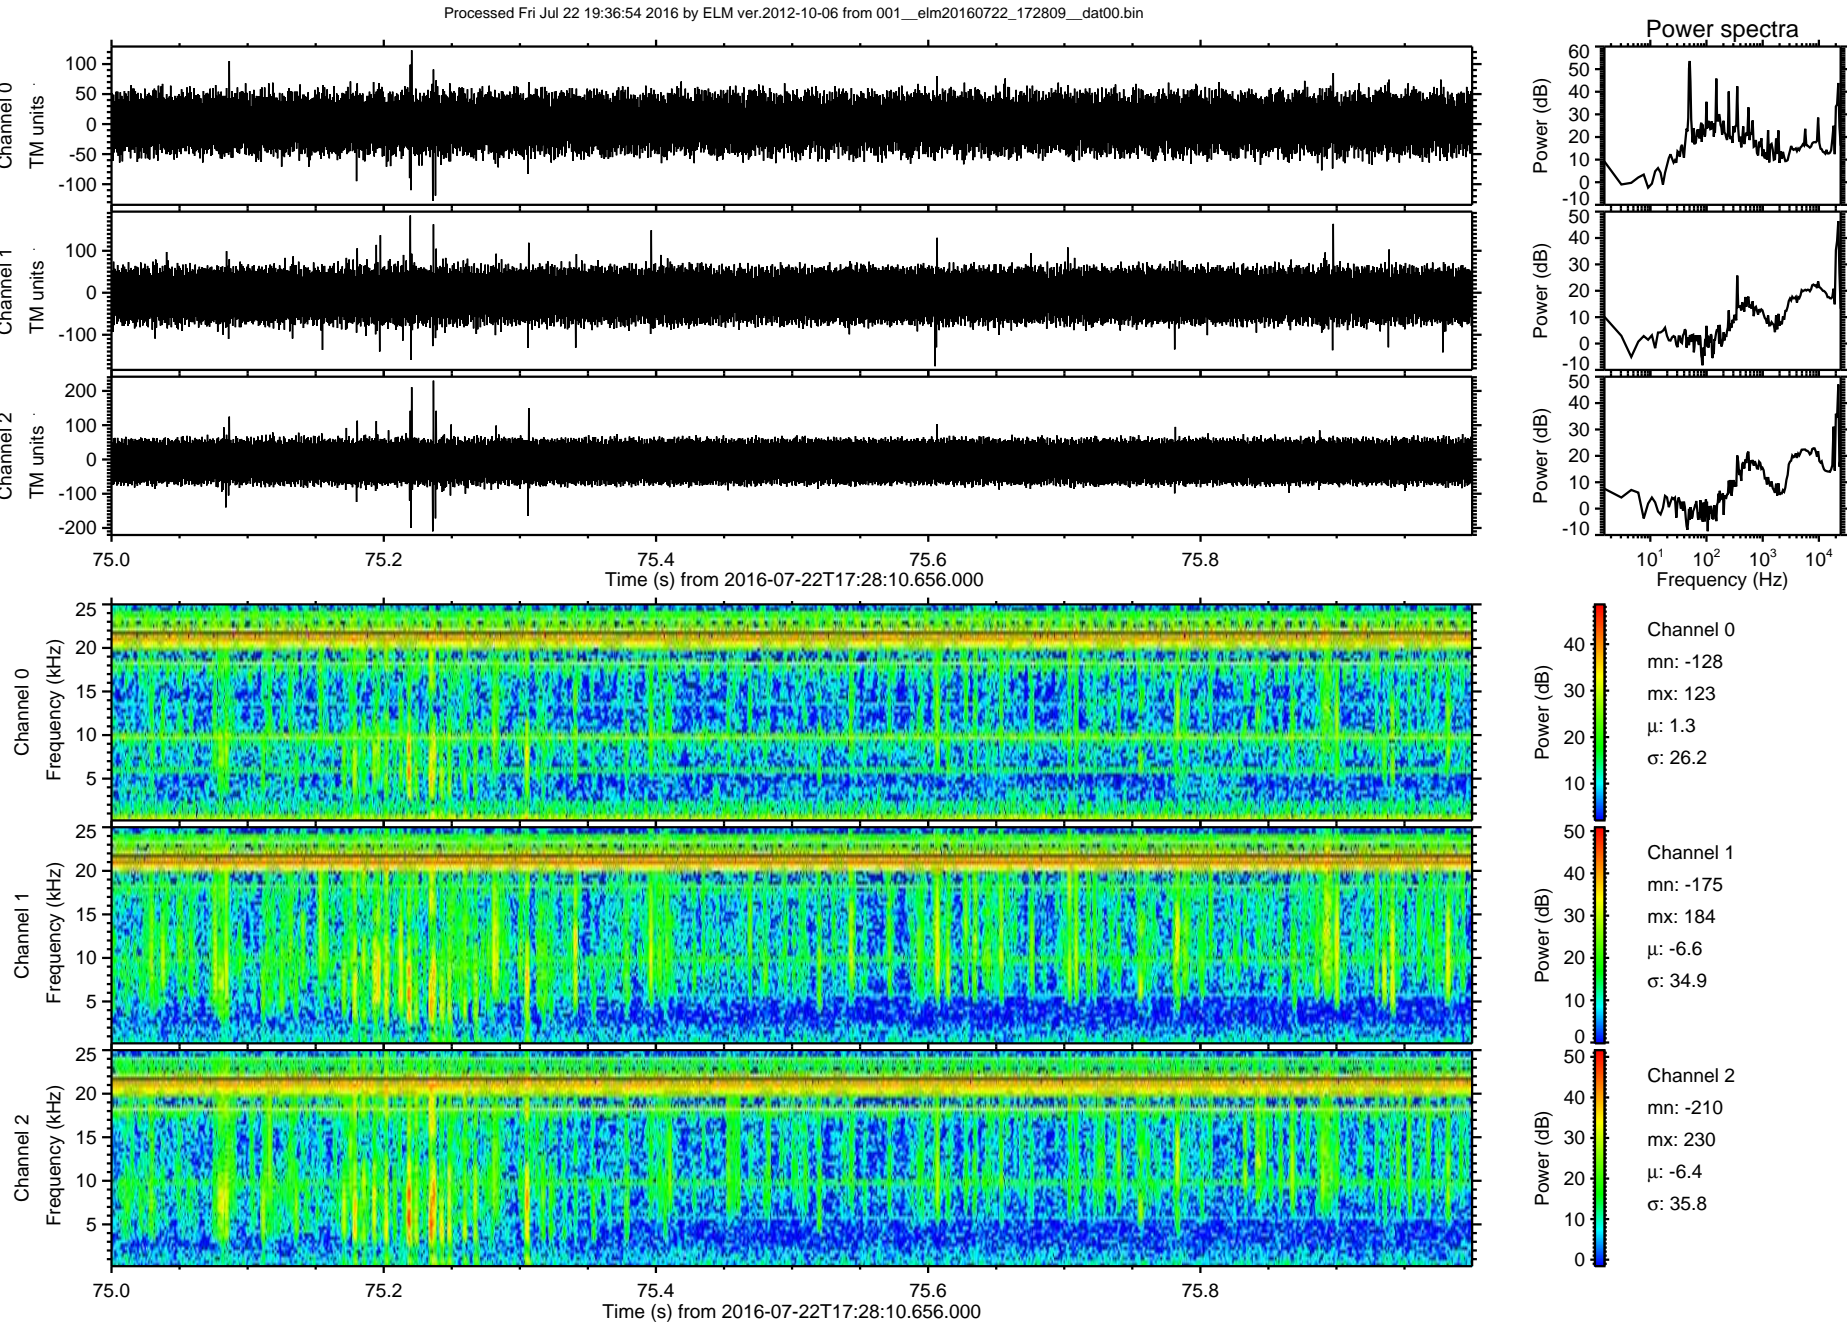 Processed Fri Jul 22 19:36:54 2016 by ELM ver.2012-10-06 from 001__elm20160722_172809__dat00.bin
Power spectra
Channel 0
TM units
100
50
0
-50
-100
Power (dB)
60
50
40
30
20
10
0
-10
Channel 1
TM units
100
0
-100
Power (dB)
50
40
30
20
10
0
-10
Channel 2
TM units
200
100
0
-100
-200
Power (dB)
50
40
30
20
10
0
-10
75.0 75.2 75.4 75.6 75.8
Time (s) from 2016-07-22T17:28:10.656.000
10^1 10^2 10^3 10^4
Frequency (Hz)
Channel 0
Frequency (kHz)
25
20
15
10
5
Power (dB)
40
30
20
10
Channel 0
mn: -128
mx: 123
μ: 1.3
σ: 26.2
Channel 1
Frequency (kHz)
25
20
15
10
5
Power (dB)
50
40
30
20
10
0
Channel 1
mn: -175
mx: 184
μ: -6.6
σ: 34.9
Channel 2
Frequency (kHz)
25
20
15
10
5
Power (dB)
50
40
30
20
10
0
Channel 2
mn: -210
mx: 230
μ: -6.4
σ: 35.8
75.0 75.2 75.4 75.6 75.8
Time (s) from 2016-07-22T17:28:10.656.000